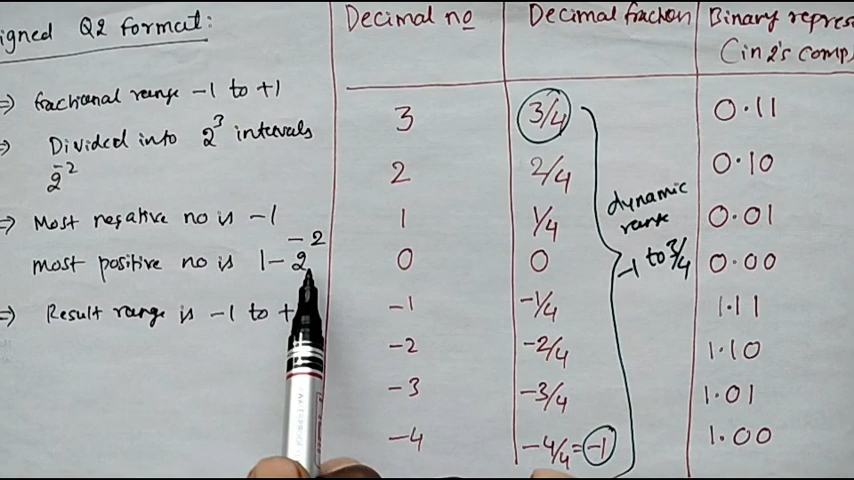 igned Q2 format:
=> fractional range -1 to +1
=> Divided into 2^3 intervals
2^-2
=> Most negative no is -1
most positive no is 1-2^-2
=> Result range is -1 to +
Decimal no Decimal fraction Binary repres
(in 2's comp
3 3/4 0.11
2 2/4 0.10
1 1/4 0.01
0 0 0.00
-1 -1/4 1.11
-2 -2/4 1.10
-3 -3/4 1.01
-4 -4/4=-1 1.00
dynamic
range
-1 to 3/4